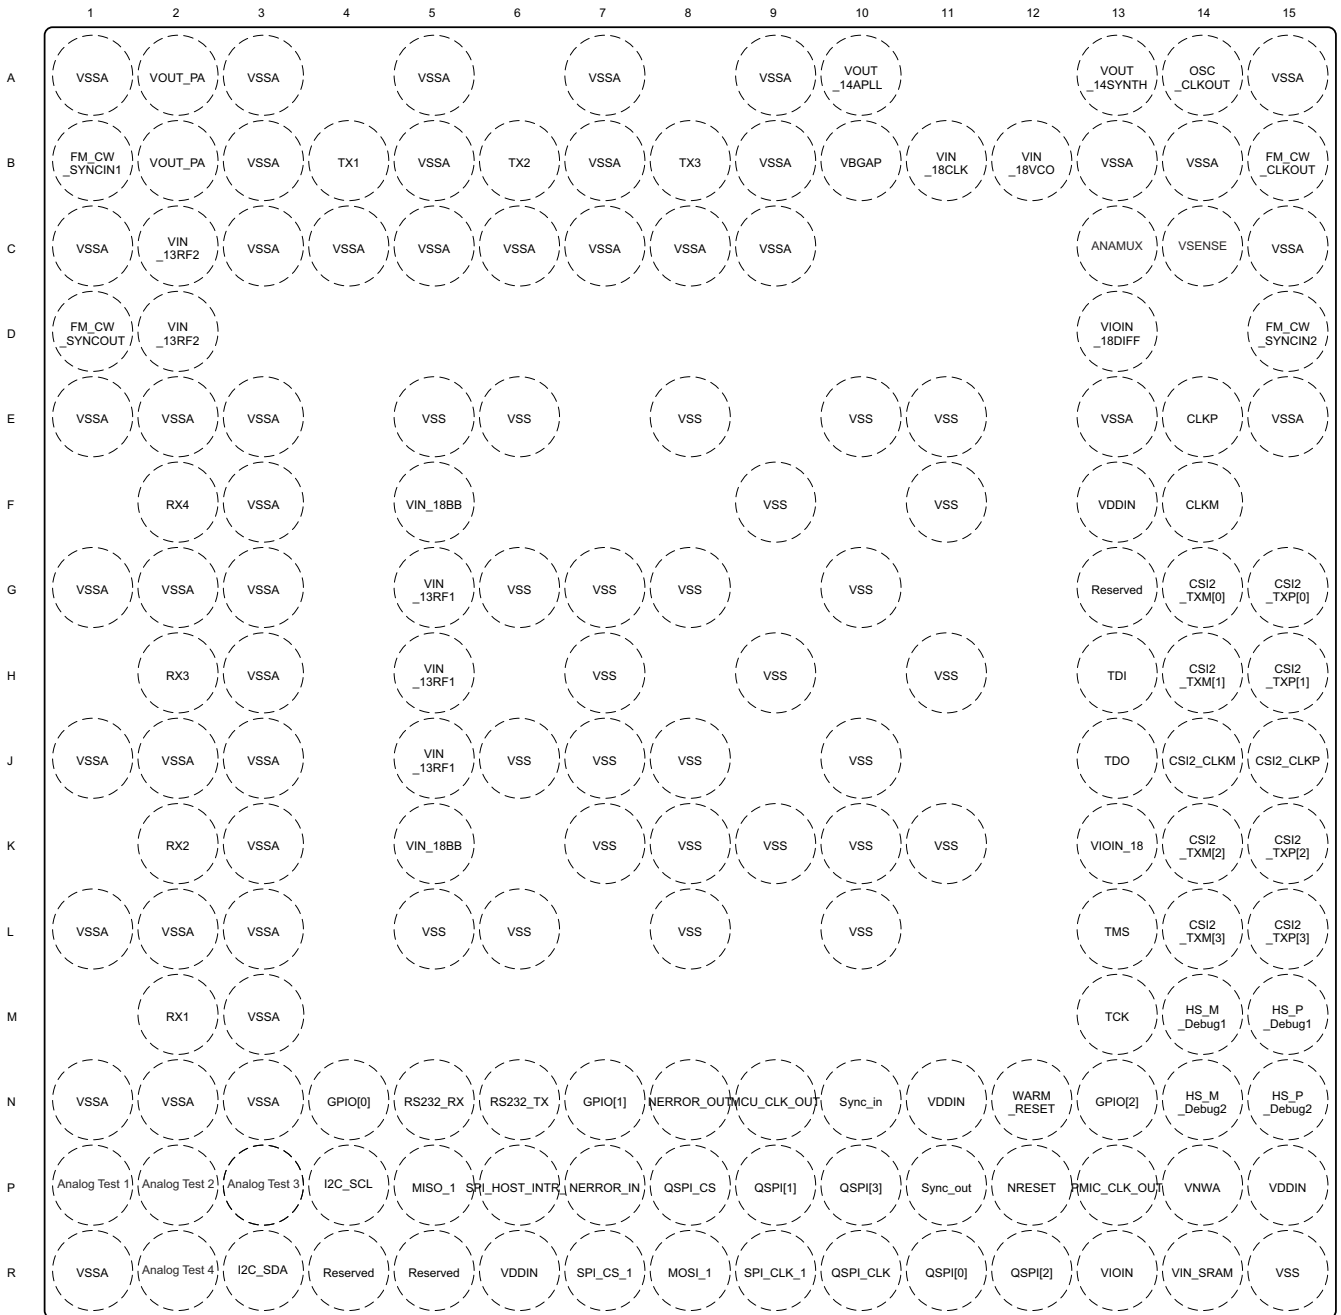 1 2 3 4 5 6 7 8 9 10 11 12 13 14 15
A VSSA VOUT_PA VSSA VSSA VSSA VSSA VOUT _14APLL VOUT _14SYNTH OSC _CLKOUT VSSA
B FM_CW _SYNCIN1 VOUT_PA VSSA TX1 VSSA TX2 VSSA TX3 VSSA VBGAP VIN _18CLK VIN _18VCO VSSA VSSA FM_CW _CLKOUT
C VSSA VIN _13RF2 VSSA VSSA VSSA VSSA VSSA VSSA VSSA ANAMUX VSENSE VSSA
D FM_CW _SYNCOUT VIN _13RF2 VIOIN _18DIFF FM_CW _SYNCIN2
E VSSA VSSA VSSA VSS VSS VSS VSS VSS VSSA CLKP VSSA
F RX4 VSSA VIN_18BB VSS VSS VDDIN CLKM
G VSSA VSSA VSSA VIN _13RF1 VSS VSS VSS VSS Reserved CSI2 _TXM[0] CSI2 _TXP[0]
H RX3 VSSA VIN _13RF1 VSS VSS VSS TDI CSI2 _TXM[1] CSI2 _TXP[1]
J VSSA VSSA VSSA VIN _13RF1 VSS VSS VSS VSS TDO CSI2_CLKM CSI2_CLKP
K RX2 VSSA VIN_18BB VSS VSS VSS VSS VSS VIOIN_18 CSI2 _TXM[2] CSI2 _TXP[2]
L VSSA VSSA VSSA VSS VSS VSS VSS TMS CSI2 _TXM[3] CSI2 _TXP[3]
M RX1 VSSA TCK HS_M _Debug1 HS_P _Debug1
N VSSA VSSA VSSA GPIO[0] RS232_RX RS232_TX GPIO[1] NERROR_OUT MCU_CLK_OUT Sync_in VDDIN WARM _RESET GPIO[2] HS_M _Debug2 HS_P _Debug2
P Analog Test 1 Analog Test 2 Analog Test 3 I2C_SCL MISO_1 SPI_HOST_INTR_ NERROR_IN QSPI_CS QSPI[1] QSPI[3] Sync_out NRESET PMIC_CLK_OUT VNWA VDDIN
R VSSA Analog Test 4 I2C_SDA Reserved Reserved VDDIN SPI_CS_1 MOSI_1 SPI_CLK_1 QSPI_CLK QSPI[0] QSPI[2] VIOIN VIN_SRAM VSS